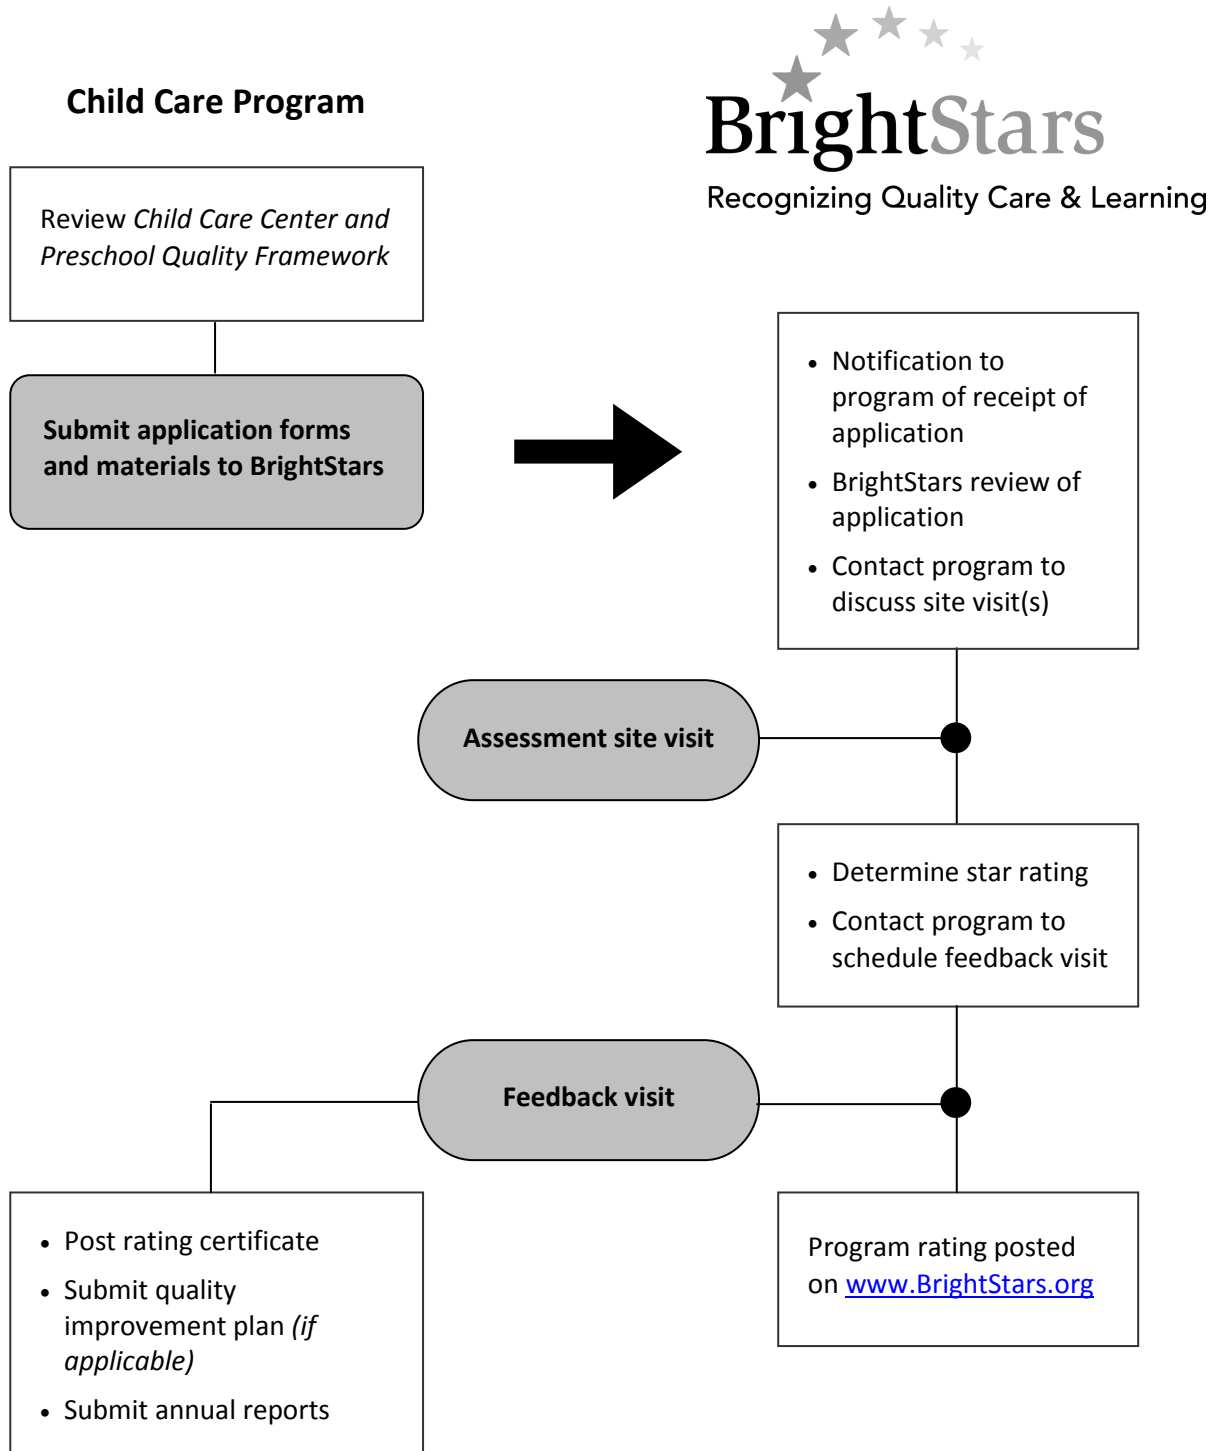 Child Care Program
BrightStars
Recognizing Quality Care & Learning
Review Child Care Center and
Preschool Quality Framework
Submit application forms
and materials to BrightStars
• Notification to
program of receipt of
application
• BrightStars review of
application
• Contact program to
discuss site visit(s)
Assessment site visit
• Determine star rating
• Contact program to
schedule feedback visit
Feedback visit
• Post rating certificate
• Submit quality
improvement plan (if
applicable)
• Submit annual reports
Program rating posted
on www.BrightStars.org